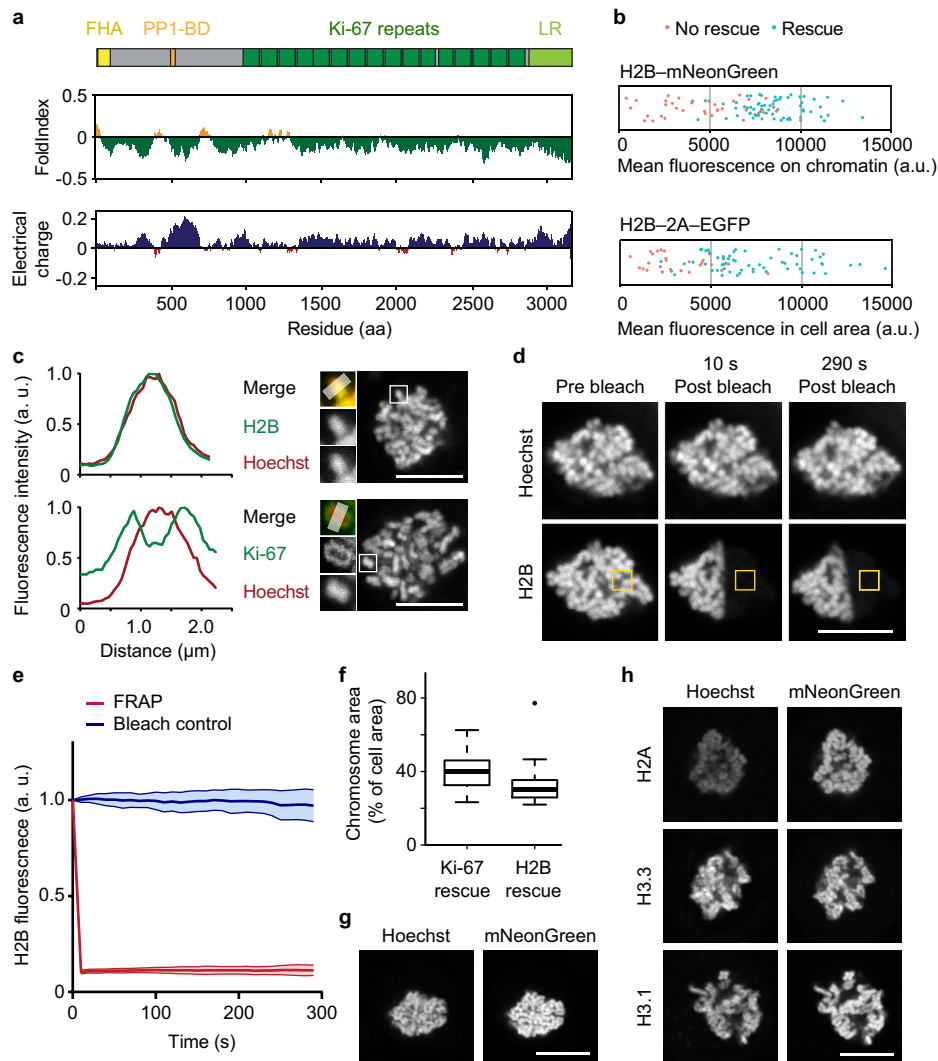 a
FHA PP1-BD Ki-67 repeats LR
0.5
0
-0.5
FoldIndex
0.2
0
-0.2
Electrical charge
500 1000 1500 2000 2500 3000
Residue (aa)
b
No rescue Rescue
H2B–mNeonGreen
0 5000 10000 15000
Mean fluorescence on chromatin (a.u.)
H2B–2A–EGFP
0 5000 10000 15000
Mean fluorescence in cell area (a.u.)
c
Fluorescence intensity (a. u.)
1.0
0.5
0
Merge
H2B
Hoechst
1.0
0.5
0
Merge
Ki-67
Hoechst
0 1.0 2.0
Distance (µm)
d
Pre bleach
10 s
Post bleach
290 s
Post bleach
Hoechst
H2B
e
FRAP
Bleach control
H2B fluorescnece (a. u.)
1.0
0
0 100 200 300
Time (s)
f
Chromosome area
(% of cell area)
80
40
0
Ki-67
rescue
H2B
rescue
g
Hoechst mNeonGreen
h
Hoechst mNeonGreen
H2A
H3.3
H3.1